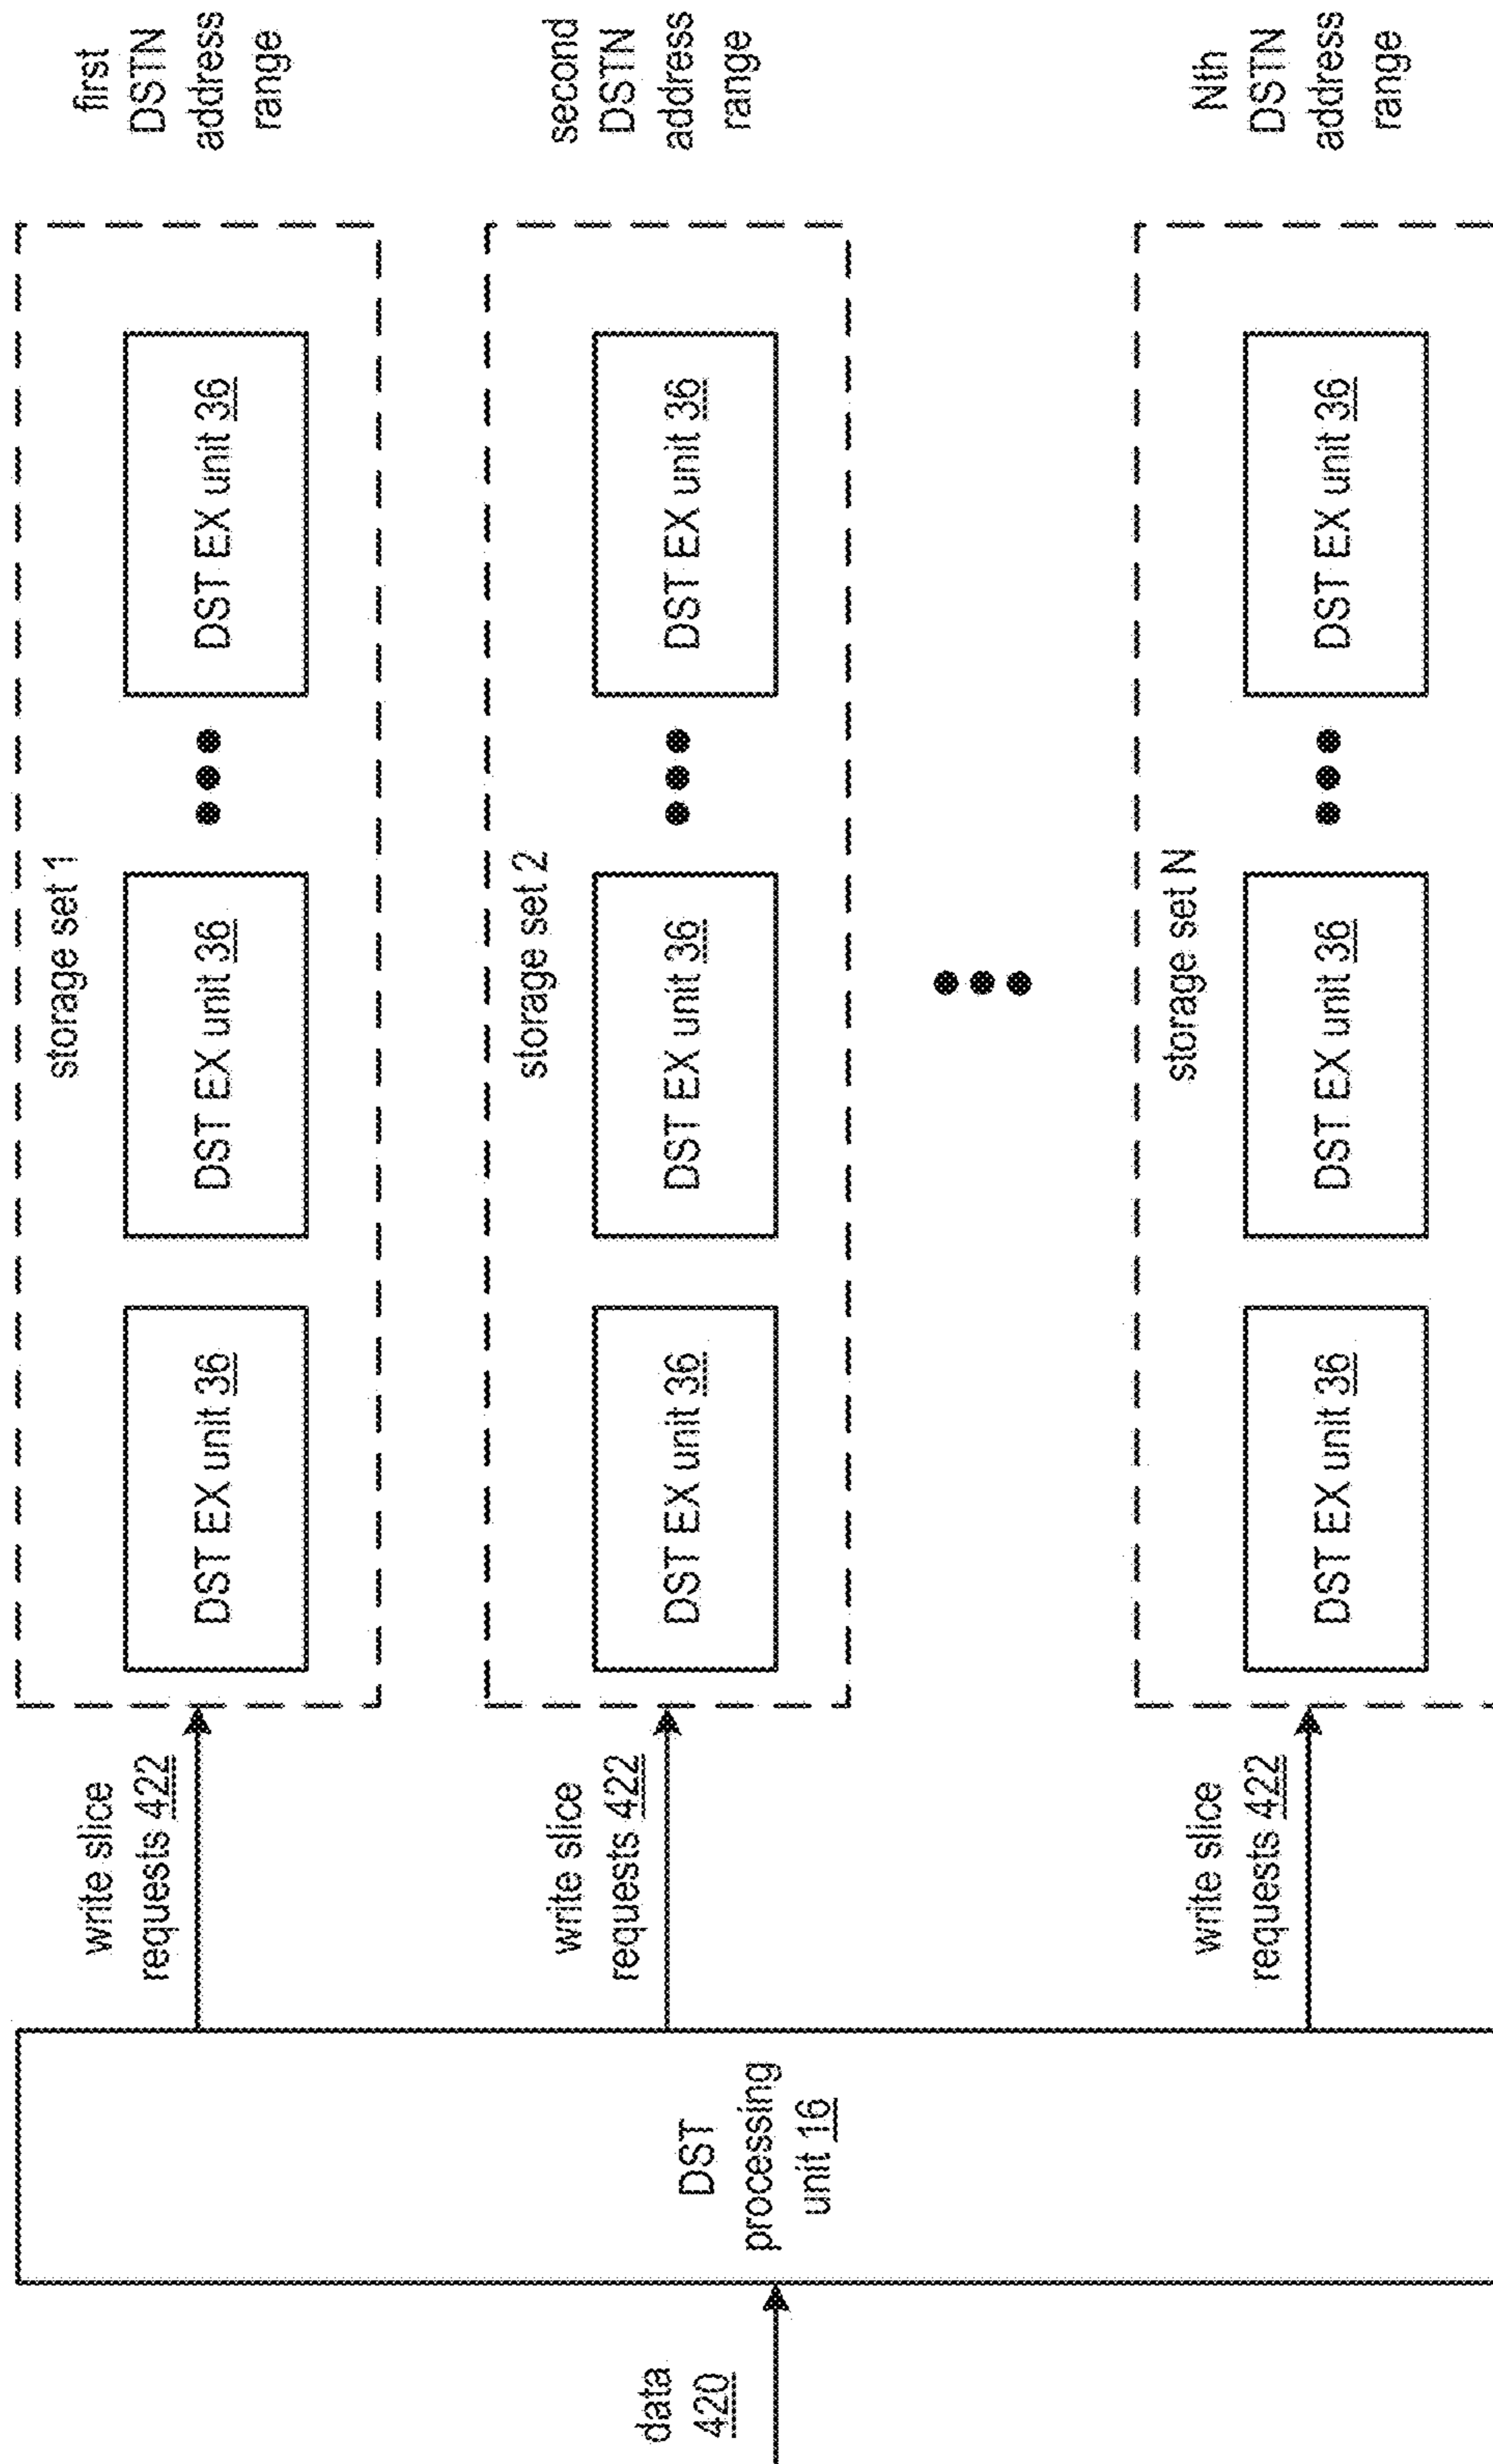 data
420
DST
processing
unit 16
write slice
requests 422
storage set 1
DST EX unit 36
DST EX unit 36
DST EX unit 36
first
DSTN
address
range
write slice
requests 422
storage set 2
DST EX unit 36
DST EX unit 36
DST EX unit 36
second
DSTN
address
range
write slice
requests 422
storage set N
DST EX unit 36
DST EX unit 36
DST EX unit 36
Nth
DSTN
address
range